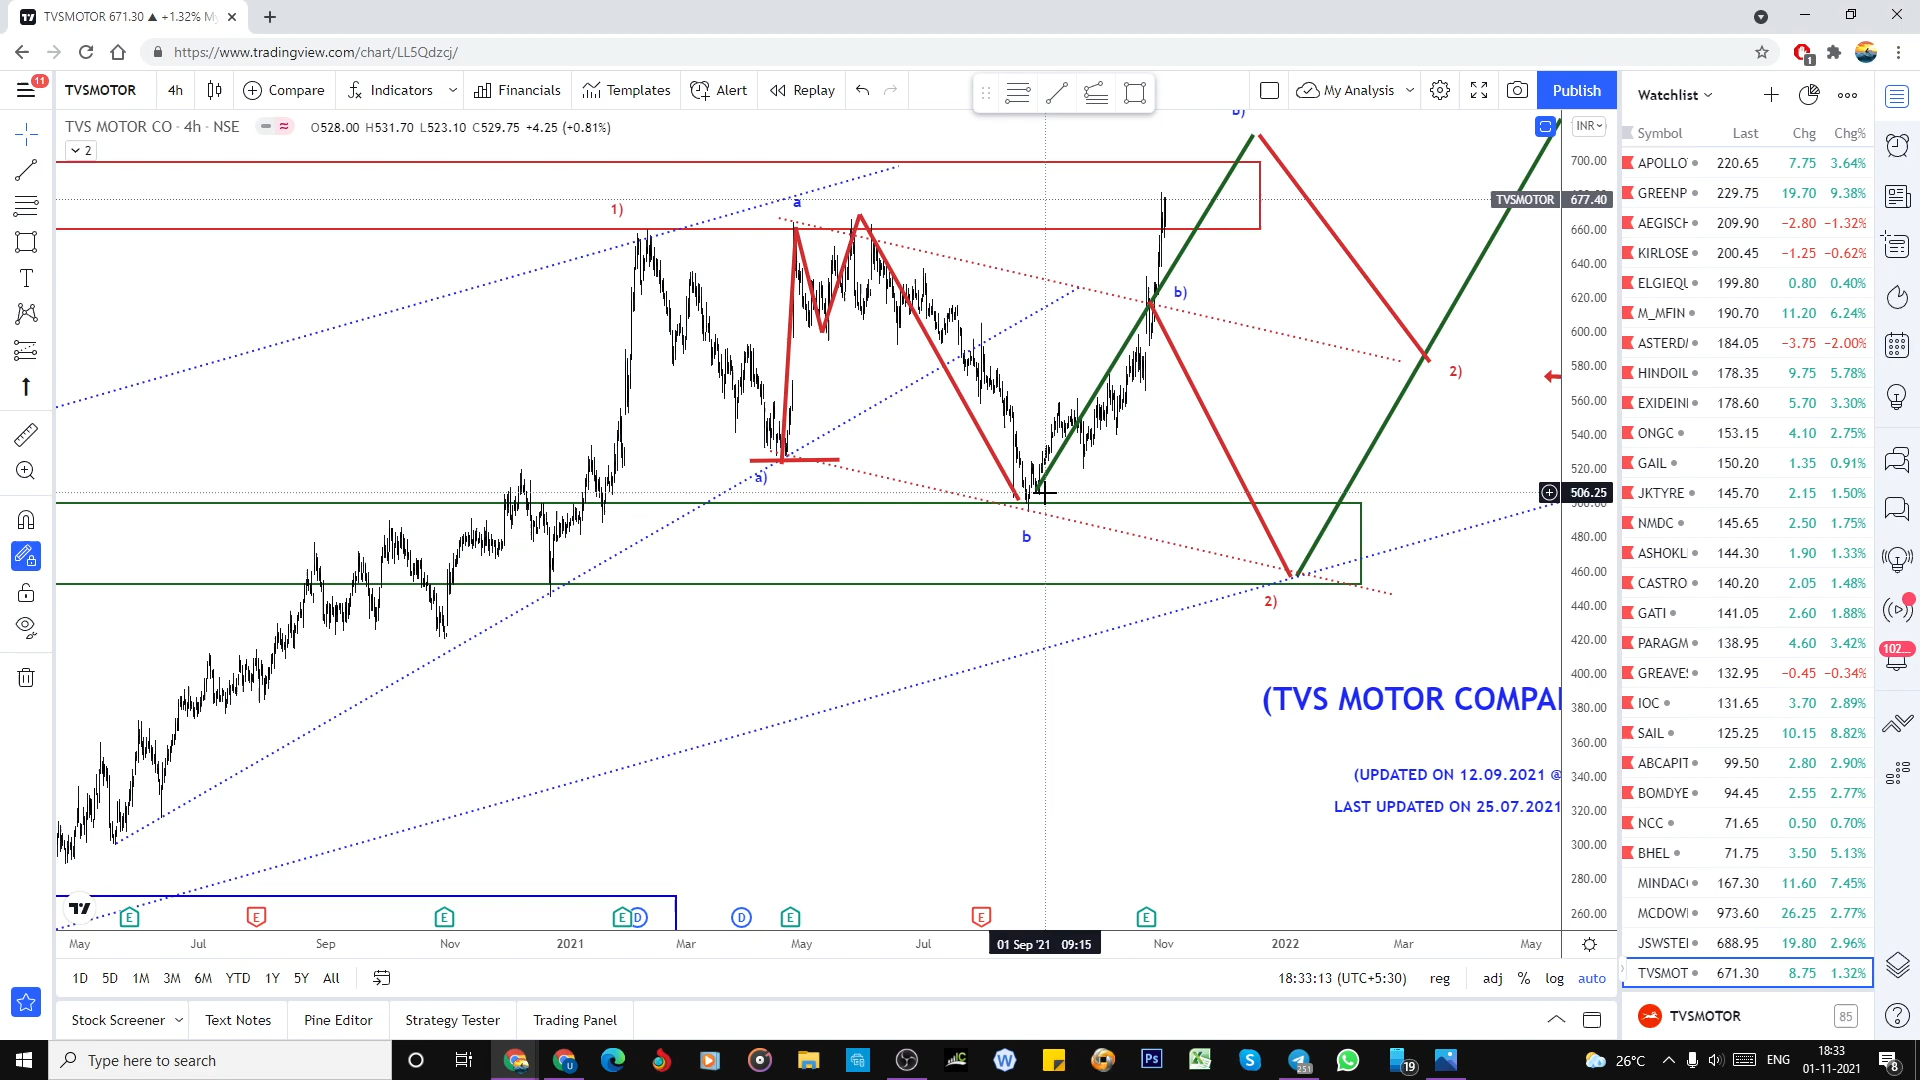 TVSMOTOR 671.30 ▲ +1.32% M
https://www.tradingview.com/chart/LL5Qdzcj/
1
11
TVSMOTOR 4h Compare Indicators Financials Templates Alert Replay My Analysis Publish
TVS MOTOR CO · 4h · NSE O528.00 H531.70 L523.10 C529.75 +4.25 (+0.81%)
2
INR
b)
700.00
TVSMOTOR 677.40
660.00
640.00
620.00
600.00
580.00
560.00
540.00
520.00
506.25
480.00
460.00
440.00
420.00
400.00
380.00
360.00
340.00
320.00
300.00
280.00
260.00
1)
a
b)
2)
a)
b
2)
(TVS MOTOR COMPA
(UPDATED ON 12.09.2021 @
LAST UPDATED ON 25.07.2021
E E E E D D E E E
May Jul Sep Nov 2021 Mar May Jul 01 Sep '21 09:15 Nov 2022 Mar May
1D 5D 1M 3M 6M YTD 1Y 5Y All 18:33:13 (UTC+5:30) reg adj % log auto
Stock Screener Text Notes Pine Editor Strategy Tester Trading Panel
Watchlist
Symbol Last Chg Chg%
APOLLO 220.65 7.75 3.64%
GREENP 229.75 19.70 9.38%
AEGISCH 209.90 −2.80 −1.32%
KIRLOSE 200.45 −1.25 −0.62%
ELGIEQU 199.80 0.80 0.40%
M_MFIN 190.70 11.20 6.24%
ASTERD 184.05 −3.75 −2.00%
HINDOIL 178.35 9.75 5.78%
EXIDEIN 178.60 5.70 3.30%
ONGC 153.15 4.10 2.75%
GAIL 150.20 1.35 0.91%
JKTYRE 145.70 2.15 1.50%
NMDC 145.65 2.50 1.75%
ASHOKL 144.30 1.90 1.33%
CASTRO 140.20 2.05 1.48%
GATI 141.05 2.60 1.88%
PARAGM 138.95 4.60 3.42%
GREAVES 132.95 −0.45 −0.34%
IOC 131.65 3.70 2.89%
SAIL 125.25 10.15 8.82%
ABCAPIT 99.50 2.80 2.90%
BOMDYE 94.45 2.55 2.77%
NCC 71.65 0.50 0.70%
BHEL 71.75 3.50 5.13%
MINDAC 167.30 11.60 7.45%
MCDOW 973.60 26.25 2.77%
JSWSTE 688.95 19.80 2.96%
TVSMOT 671.30 8.75 1.32%
TVSMOTOR 85
102...
Type here to search
Ps
251
19
26°C
ENG
18:33
01-11-2021
8